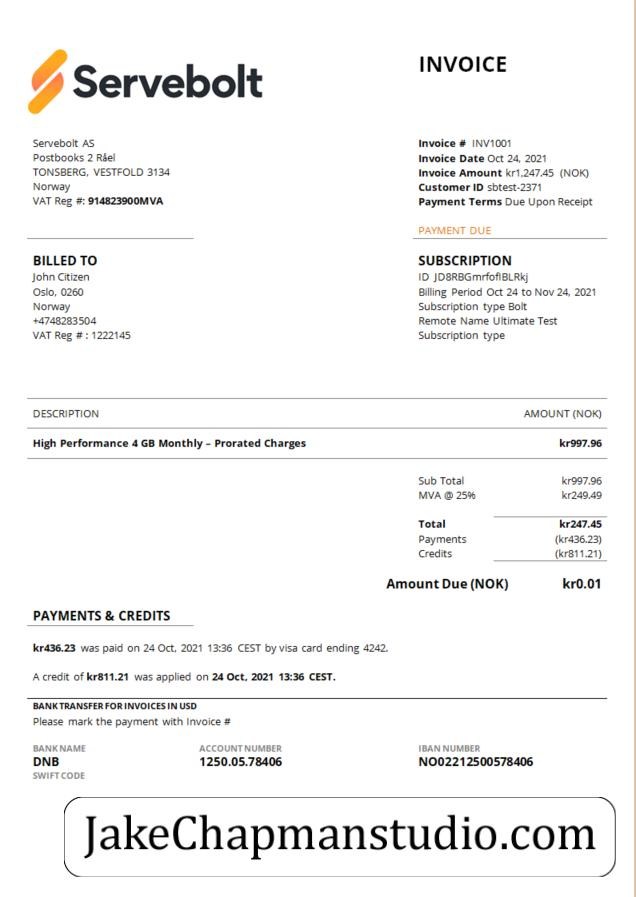 Servebolt
INVOICE
Servebolt AS
Postbooks 2 Råel
TONSBERG, VESTFOLD 3134
Norway
VAT Reg #: 914823900MVA
Invoice # INV1001
Invoice Date Oct 24, 2021
Invoice Amount kr1,247.45 (NOK)
Customer ID sbtest-2371
Payment Terms Due Upon Receipt
PAYMENT DUE
BILLED TO
John Citizen
Oslo, 0260
Norway
+4748283504
VAT Reg # : 1222145
SUBSCRIPTION
ID JD8RBGmrfofIBLRkj
Billing Period Oct 24 to Nov 24, 2021
Subscription type Bolt
Remote Name Ultimate Test
Subscription type
DESCRIPTION AMOUNT (NOK)
High Performance 4 GB Monthly – Prorated Charges kr997.96
Sub Total kr997.96
MVA @ 25% kr249.49
Total kr247.45
Payments (kr436.23)
Credits (kr811.21)
Amount Due (NOK) kr0.01
PAYMENTS & CREDITS
kr436.23 was paid on 24 Oct, 2021 13:36 CEST by visa card ending 4242.
A credit of kr811.21 was applied on 24 Oct, 2021 13:36 CEST.
BANK TRANSFER FOR INVOICES IN USD
Please mark the payment with Invoice #
BANK NAME ACCOUNT NUMBER IBAN NUMBER
DNB 1250.05.78406 NO02212500578406
SWIFT CODE
JakeChapmanstudio.com